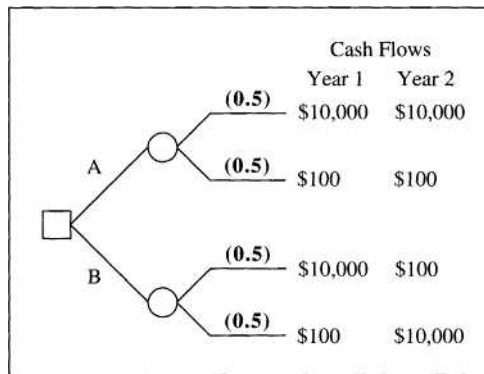 Cash Flows
Year 1 Year 2
(0.5) $10,000 $10,000
A (0.5) $100 $100
B (0.5) $10,000 $100
(0.5) $100 $10,000